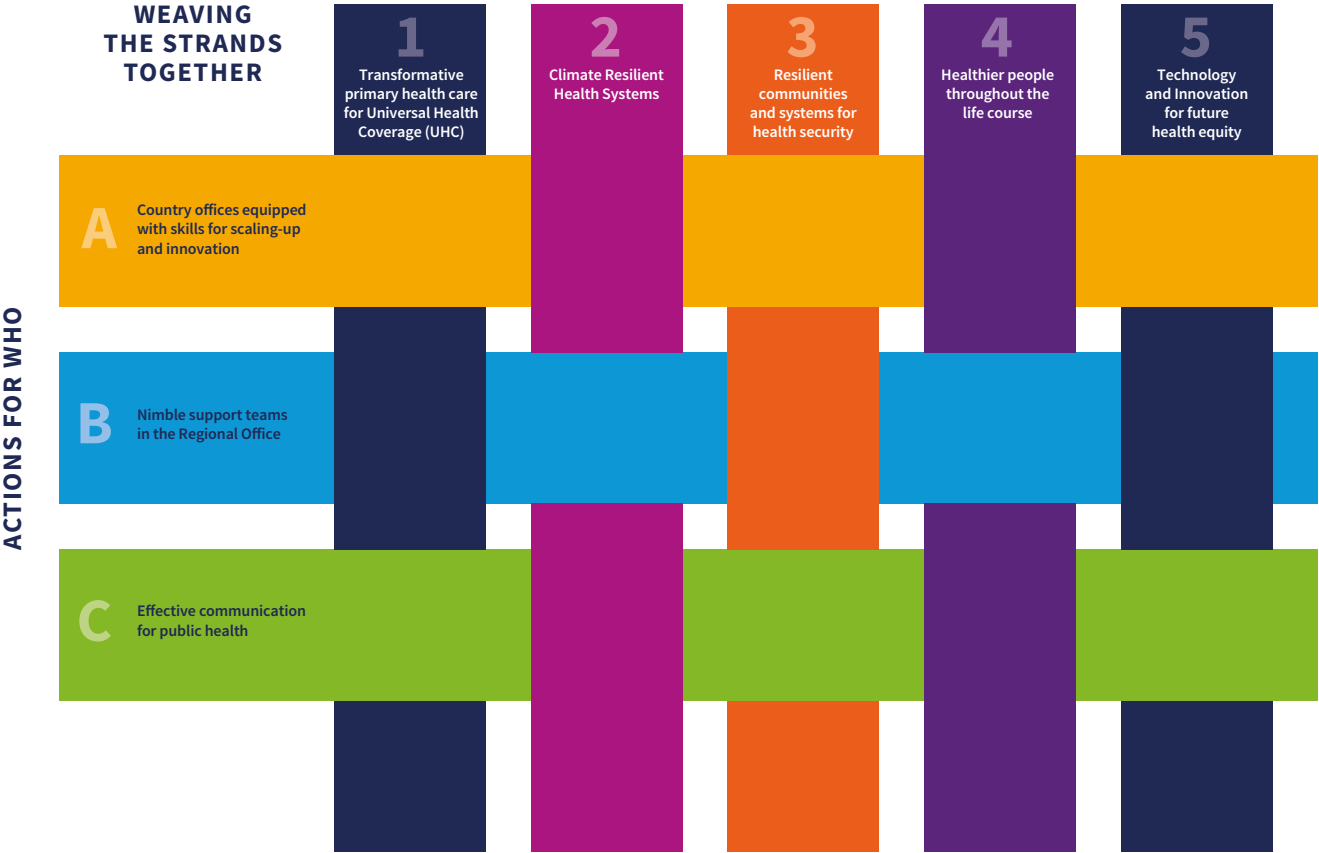 WEAVING
THE STRANDS
TOGETHER
1
Transformative
primary health care
for Universal Health
Coverage (UHC)
2
Climate Resilient
Health Systems
3
Resilient
communities
and systems for
health security
4
Healthier people
throughout the
life course
5
Technology
and Innovation
for future
health equity
ACTIONS FOR WHO
A
Country offices equipped
with skills for scaling-up
and innovation
B
Nimble support teams
in the Regional Office
C
Effective communication
for public health